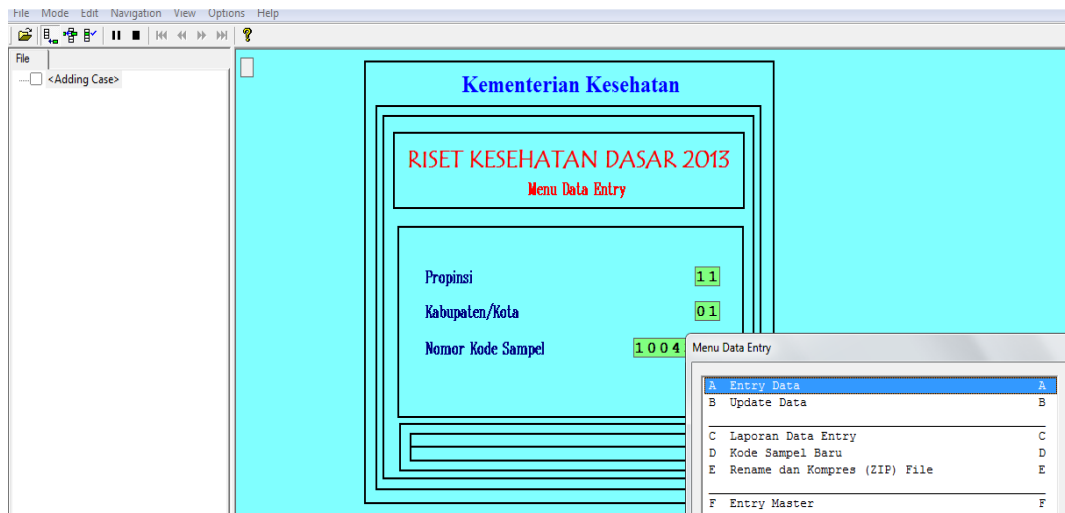 File Mode Edit Navigation View Options Help
File
<Adding Case>
Kementerian Kesehatan
RISET KESEHATAN DASAR 2013
Menu Data Entry
Propinsi 11
Kabupaten/Kota 01
Nomor Kode Sampel 1004
Menu Data Entry
A Entry Data A
B Update Data B
C Laporan Data Entry C
D Kode Sampel Baru D
E Rename dan Kompres (ZIP) File E
F Entry Master F